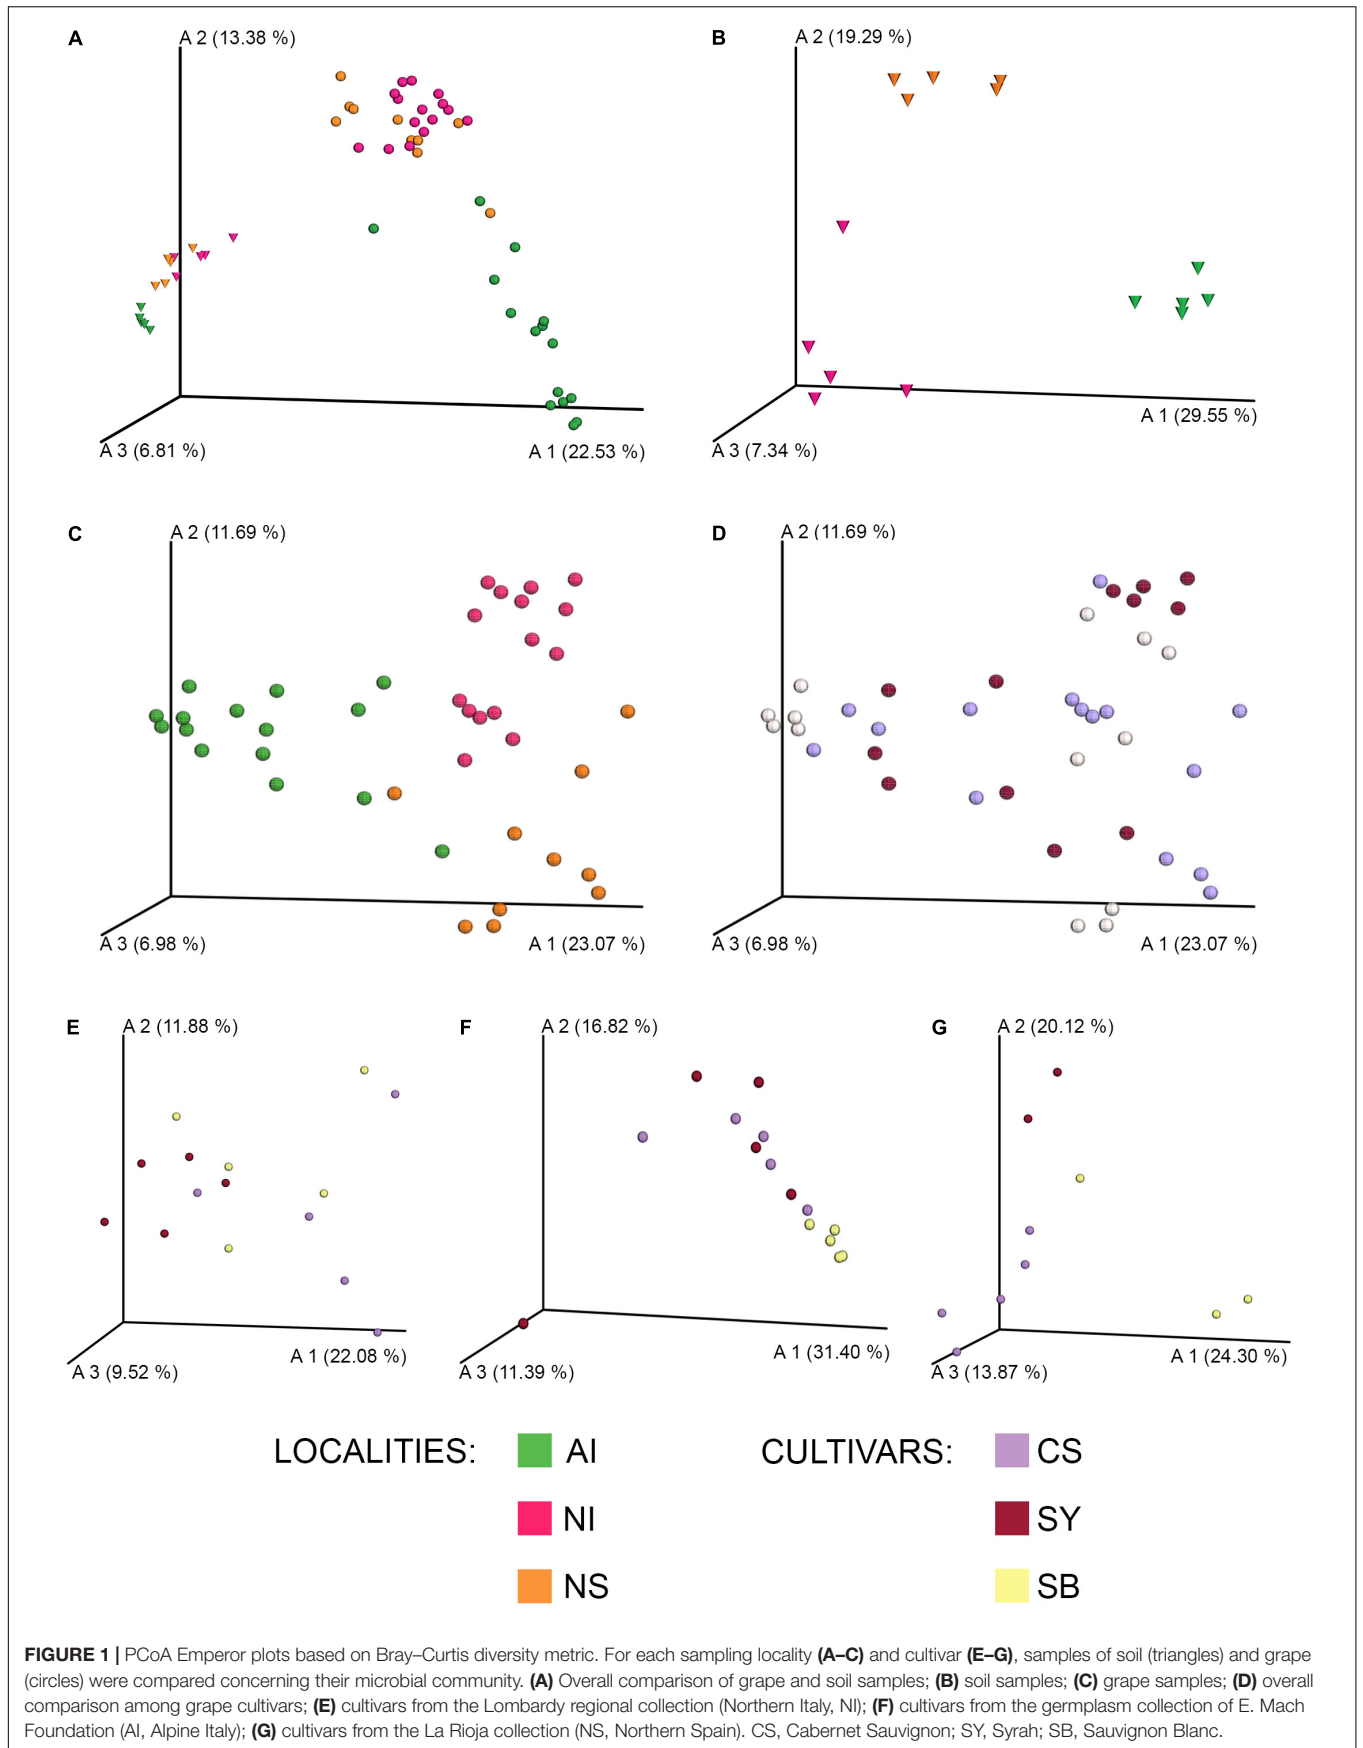 A
A 2 (13.38 %)
A 3 (6.81 %)
A 1 (22.53 %)
B
A 2 (19.29 %)
A 1 (29.55 %)
A 3 (7.34 %)
C
A 2 (11.69 %)
A 3 (6.98 %)
A 1 (23.07 %)
D
A 2 (11.69 %)
A 3 (6.98 %)
A 1 (23.07 %)
E
A 2 (11.88 %)
A 1 (22.08 %)
A 3 (9.52 %)
F
A 2 (16.82 %)
A 1 (31.40 %)
A 3 (11.39 %)
G
A 2 (20.12 %)
A 1 (24.30 %)
A 3 (13.87 %)
LOCALITIES:
AI
NI
NS
CULTIVARS:
CS
SY
SB
FIGURE 1 | PCoA Emperor plots based on Bray–Curtis diversity metric. For each sampling locality (A–C) and cultivar (E–G), samples of soil (triangles) and grape
(circles) were compared concerning their microbial community. (A) Overall comparison of grape and soil samples; (B) soil samples; (C) grape samples; (D) overall
comparison among grape cultivars; (E) cultivars from the Lombardy regional collection (Northern Italy, NI); (F) cultivars from the germplasm collection of E. Mach
Foundation (AI, Alpine Italy); (G) cultivars from the La Rioja collection (NS, Northern Spain). CS, Cabernet Sauvignon; SY, Syrah; SB, Sauvignon Blanc.